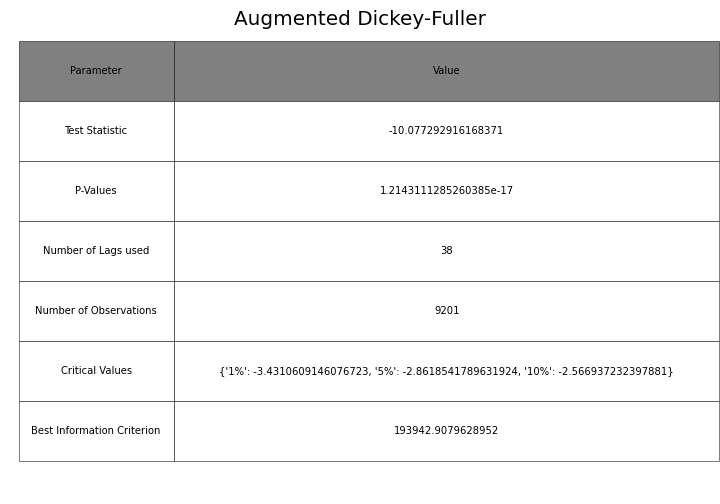 Augmented Dickey-Fuller
Parameter Value
Test Statistic -10.077292916168371
P-Values 1.2143111285260385e-17
Number of Lags used 38
Number of Observations 9201
Critical Values {'1%': -3.4310609146076723, '5%': -2.8618541789631924, '10%': -2.566937232397881}
Best Information Criterion 193942.9079628952